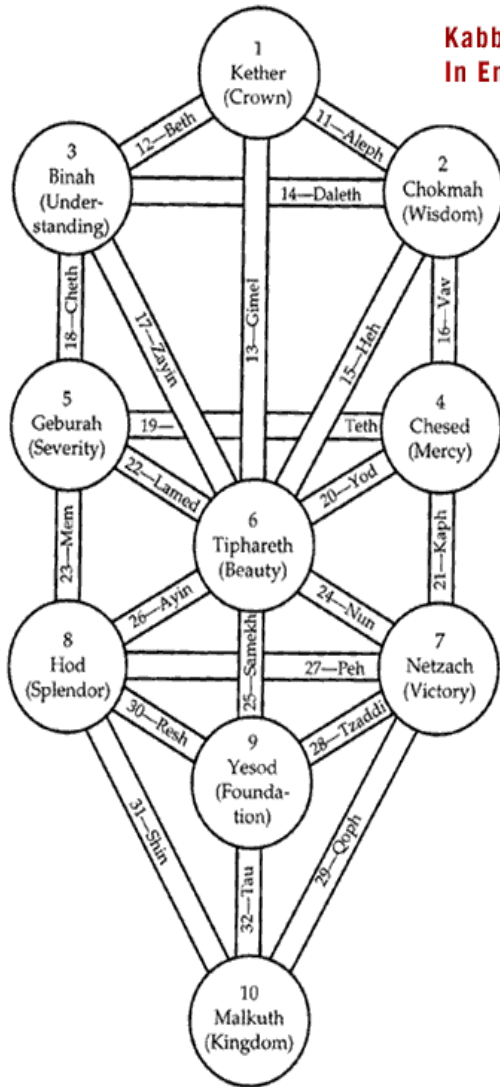 Kabb
In En
1
Kether
(Crown)
12—Beth
11—Aleph
3
Binah
(Under-
standing)
2
Chokmah
(Wisdom)
14—Daleth
18—Cheth
17—Zayin
13—Gimel
15—Heh
16—Vav
5
Geburah
(Severity)
19—
Teth
4
Chesed
(Mercy)
22—Lamed
20—Yod
6
Tiphareth
(Beauty)
23—Mem
21—Kaph
26—Ayin
24—Nun
25—Samekh
8
Hod
(Splendor)
27—Peh
7
Netzach
(Victory)
30—Resh
28—Tzaddi
9
Yesod
(Founda-
tion)
31—Shin
32—Tau
29—Qoph
10
Malkuth
(Kingdom)